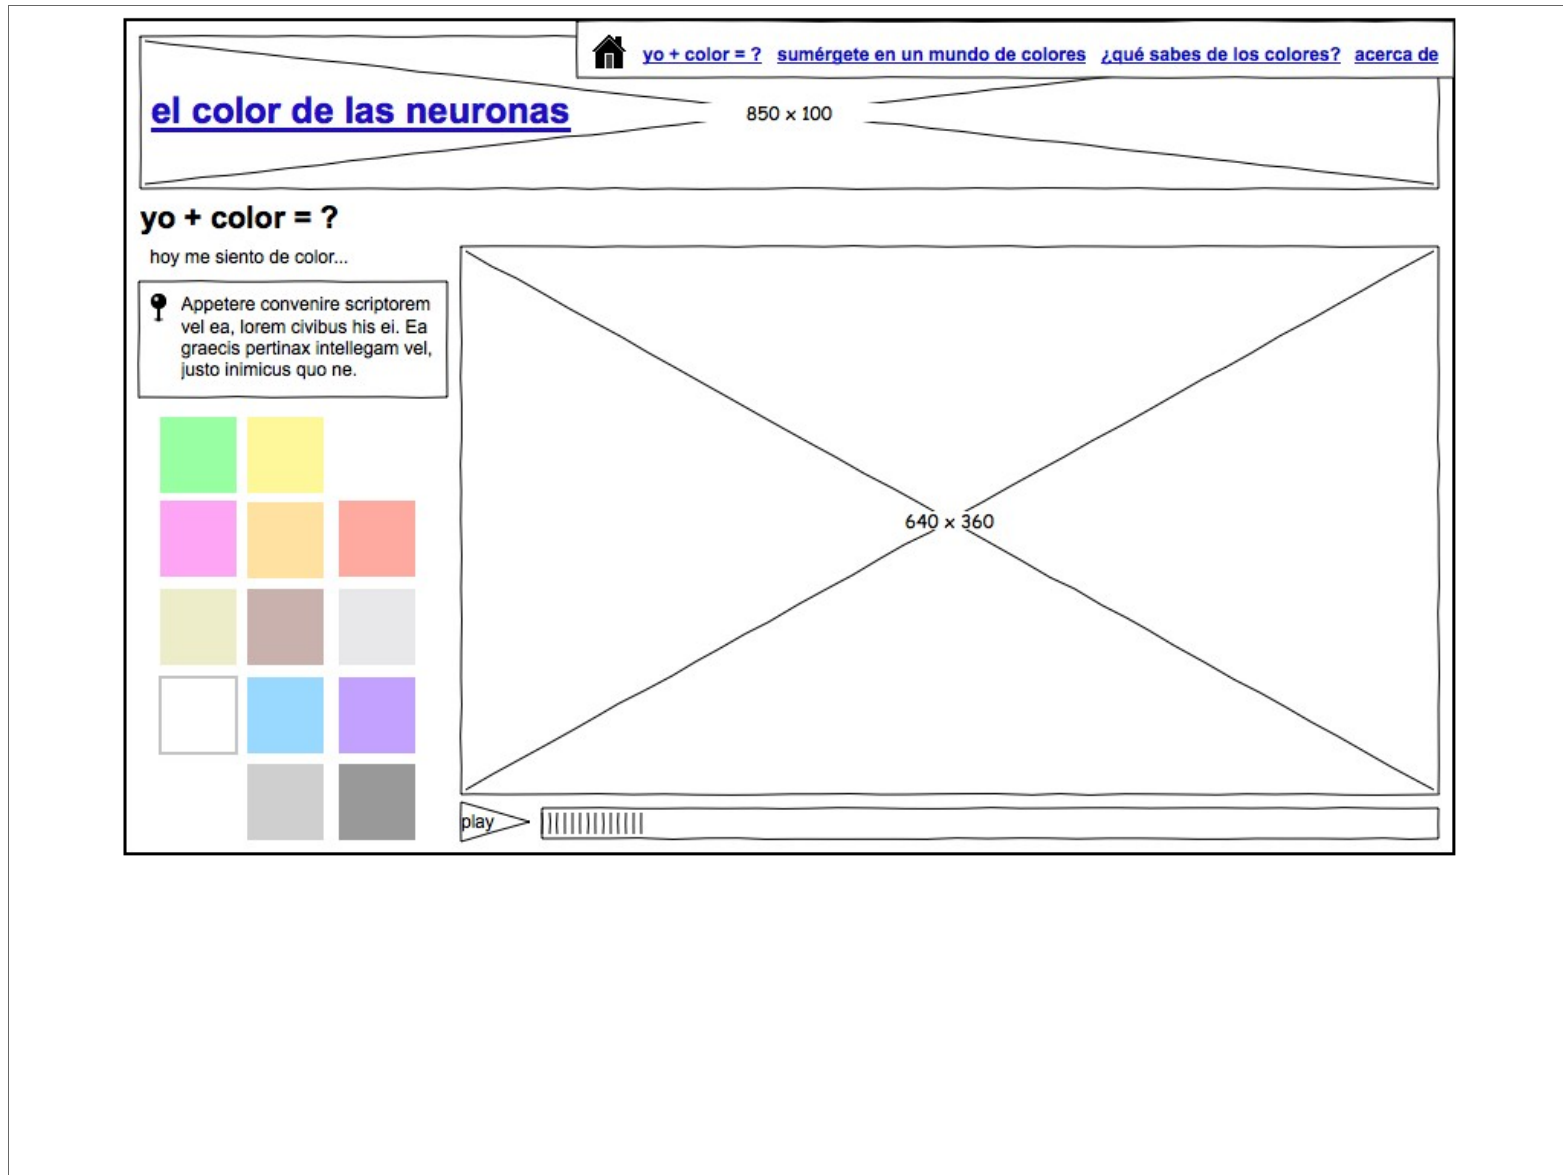 yo + color = ? sumérgete en un mundo de colores ¿qué sabes de los colores? acerca de
el color de las neuronas
850 x 100
yo + color = ?
hoy me siento de color...
Appetere convenire scriptorem
vel ea, lorem civibus his ei. Ea
graecis pertinax intellegam vel,
justo inimicus quo ne.
640 x 360
play